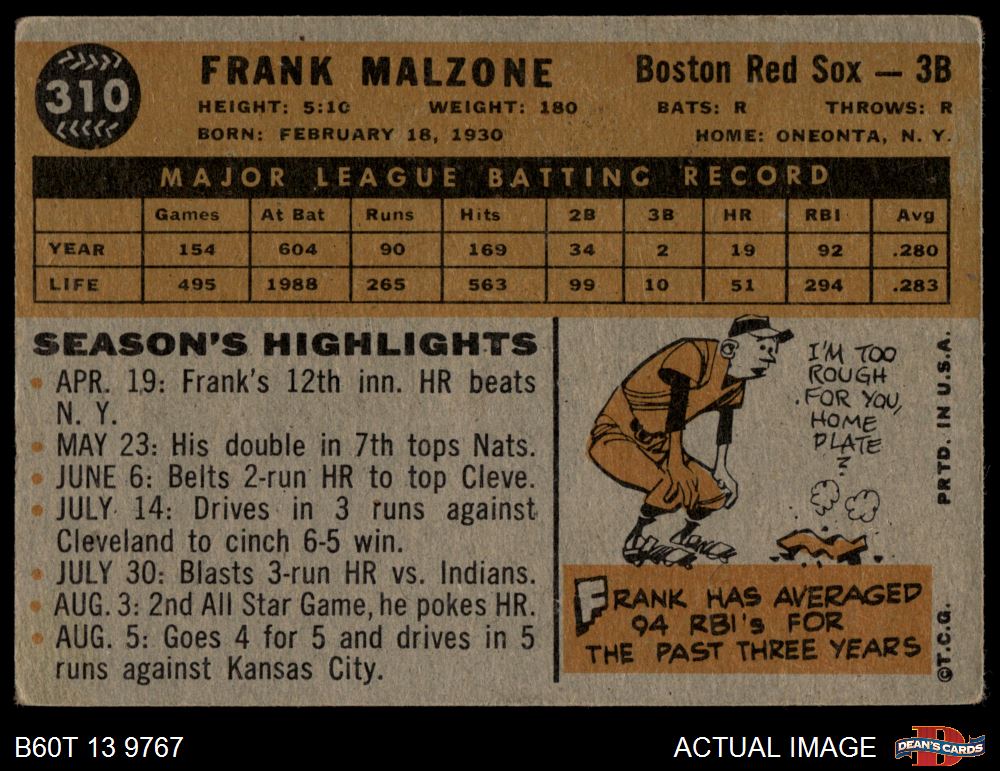 310
FRANK MALZONE
Boston Red Sox — 3B
HEIGHT: 5:10 WEIGHT: 180 BATS: R THROWS: R
BORN: FEBRUARY 18, 1930 HOME: ONEONTA, N. Y.
MAJOR LEAGUE BATTING RECORD
Games At Bat Runs Hits 2B 3B HR RBI Avg
YEAR 154 604 90 169 34 2 19 92 .280
LIFE 495 1988 265 563 99 10 51 294 .283
SEASON'S HIGHLIGHTS
• APR. 19: Frank's 12th inn. HR beats
N. Y.
• MAY 23: His double in 7th tops Nats.
• JUNE 6: Belts 2-run HR to top Cleve.
• JULY 14: Drives in 3 runs against
Cleveland to cinch 6-5 win.
• JULY 30: Blasts 3-run HR vs. Indians.
• AUG. 3: 2nd All Star Game, he pokes HR.
• AUG. 5: Goes 4 for 5 and drives in 5
runs against Kansas City.
I'M TOO
ROUGH
FOR YOU,
HOME
PLATE
?
FRANK HAS AVERAGED
94 RBI's FOR
THE PAST THREE YEARS
©T.C.G. PRTD. IN U.S.A.
B60T 13 9767
ACTUAL IMAGE
D
DEAN'S CARDS